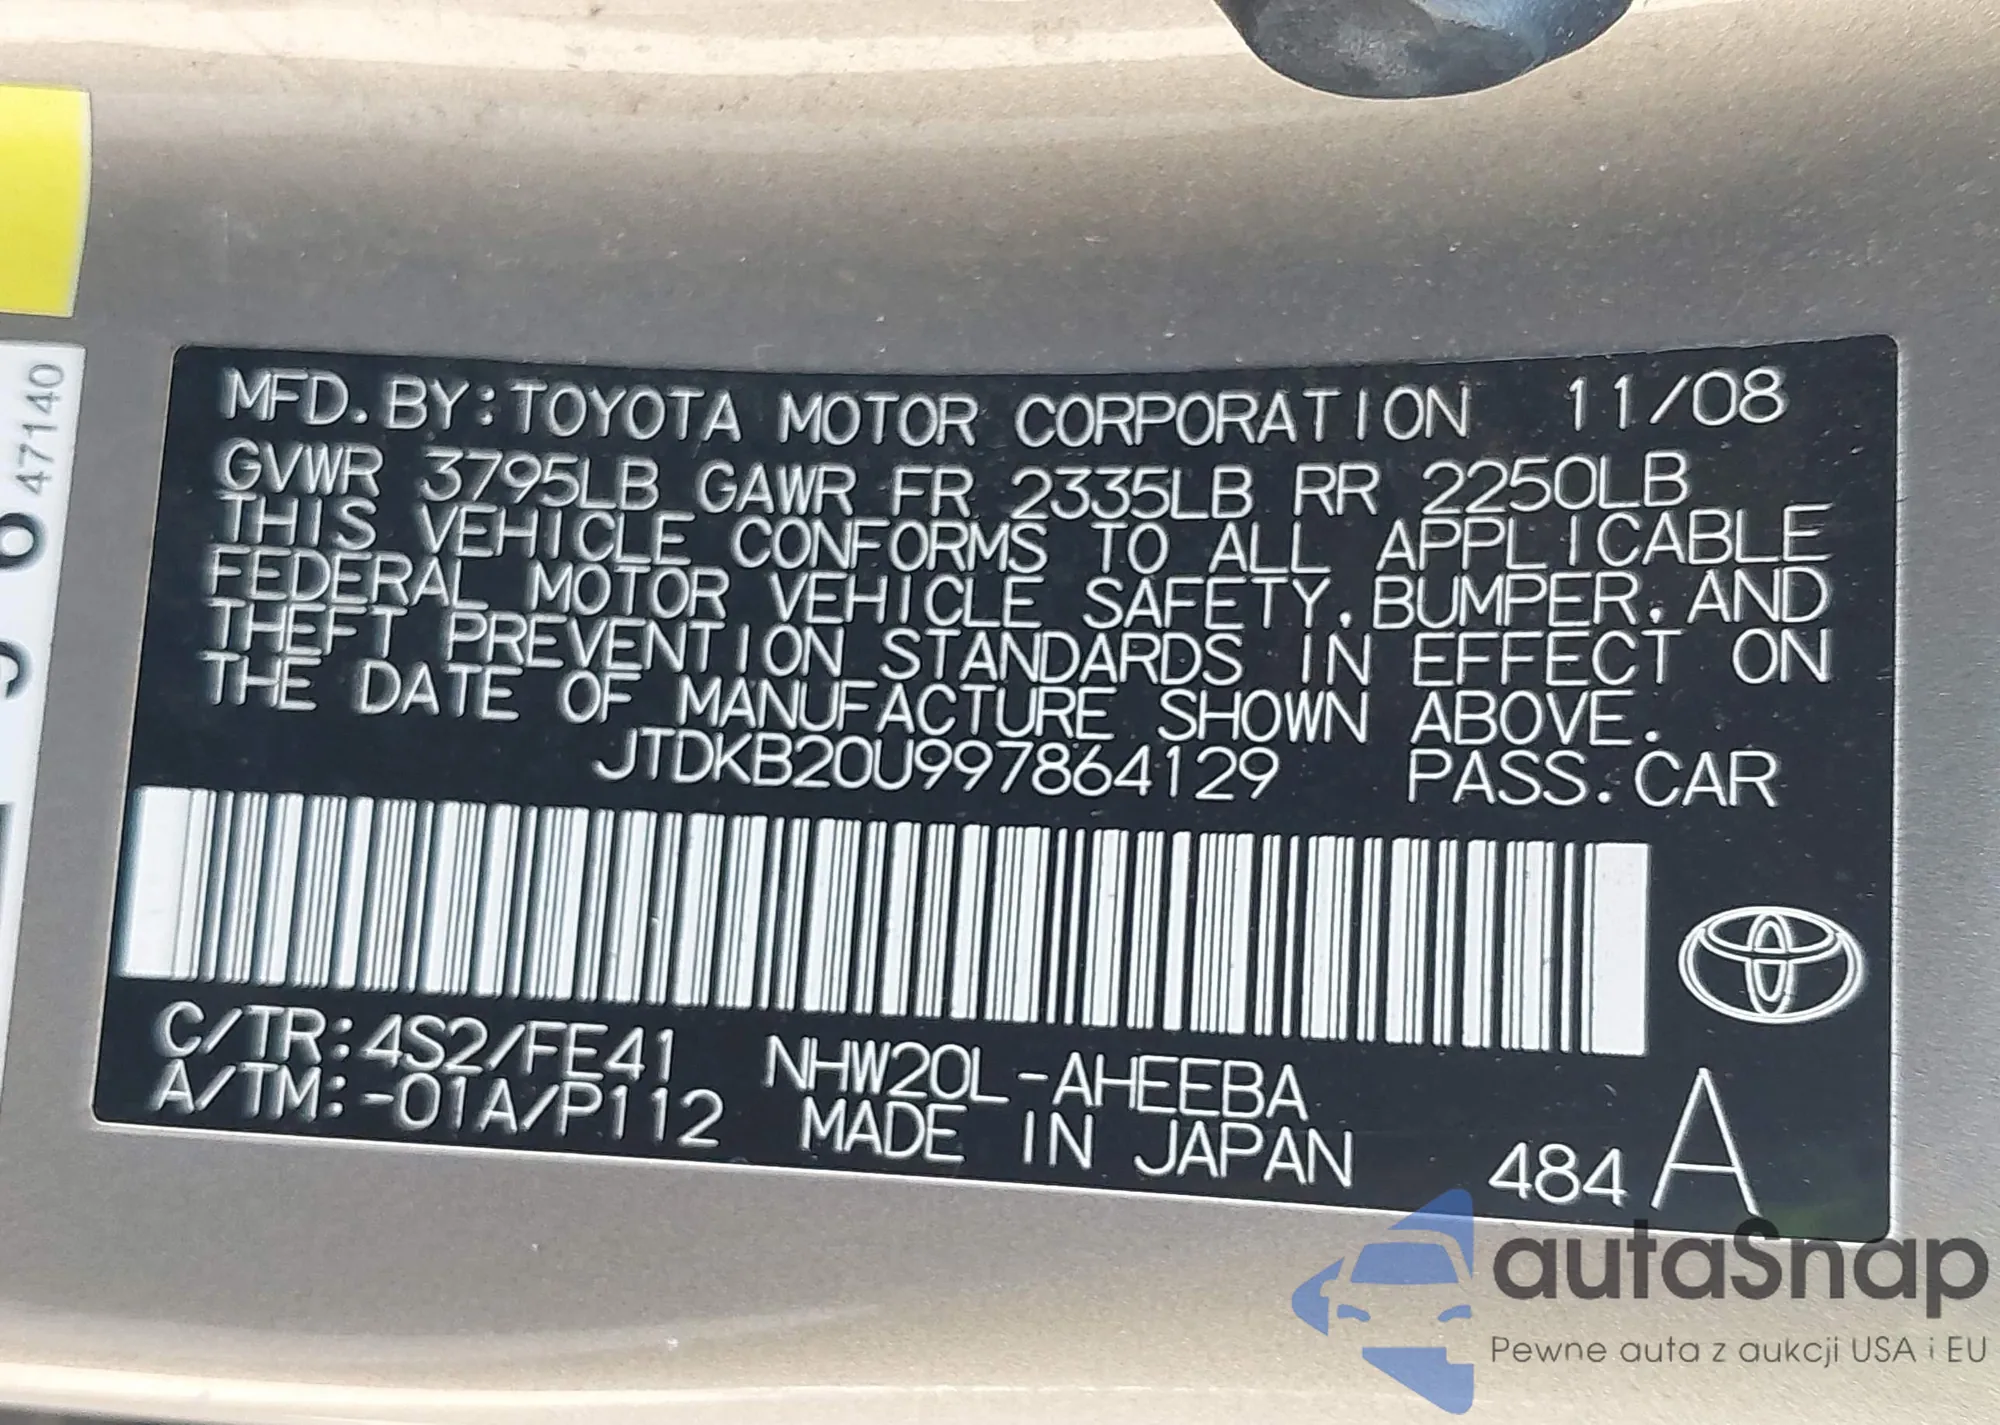 MFD. BY: TOYOTA MOTOR CORPORATION 11/08
GVWR 3795LB GAWR FR 2335LB RR 2250LB
THIS VEHICLE CONFORMS TO ALL APPLICABLE
FEDERAL MOTOR VEHICLE SAFETY, BUMPER, AND
THEFT PREVENTION STANDARDS IN EFFECT ON
THE DATE OF MANUFACTURE SHOWN ABOVE.
JTDKB20U997864129 PASS. CAR
C/TR: 4S2/FE41 NHW20L-AHEEBA
A/TM: -01A/P112 MADE IN JAPAN 484 A
47140
autaSnap
Pewne auta z aukcji USA i EU